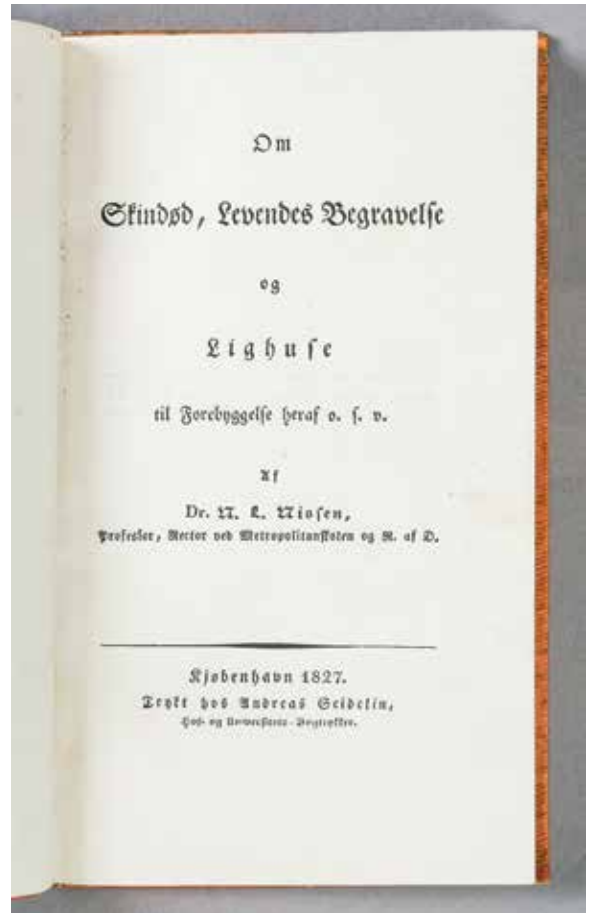 Om
Skindød, Levendes Begravelse
og
Lighuse
til Forebyggelse heraf o. s. v.
Af
Dr. N. L. Nissen,
Professor, Rector ved Metropolitanskolen og R. af D.
Kjøbenhavn 1827.
Trykt hos Andreas Seidelin,
Hof- og Universitets-Bogtrykker.